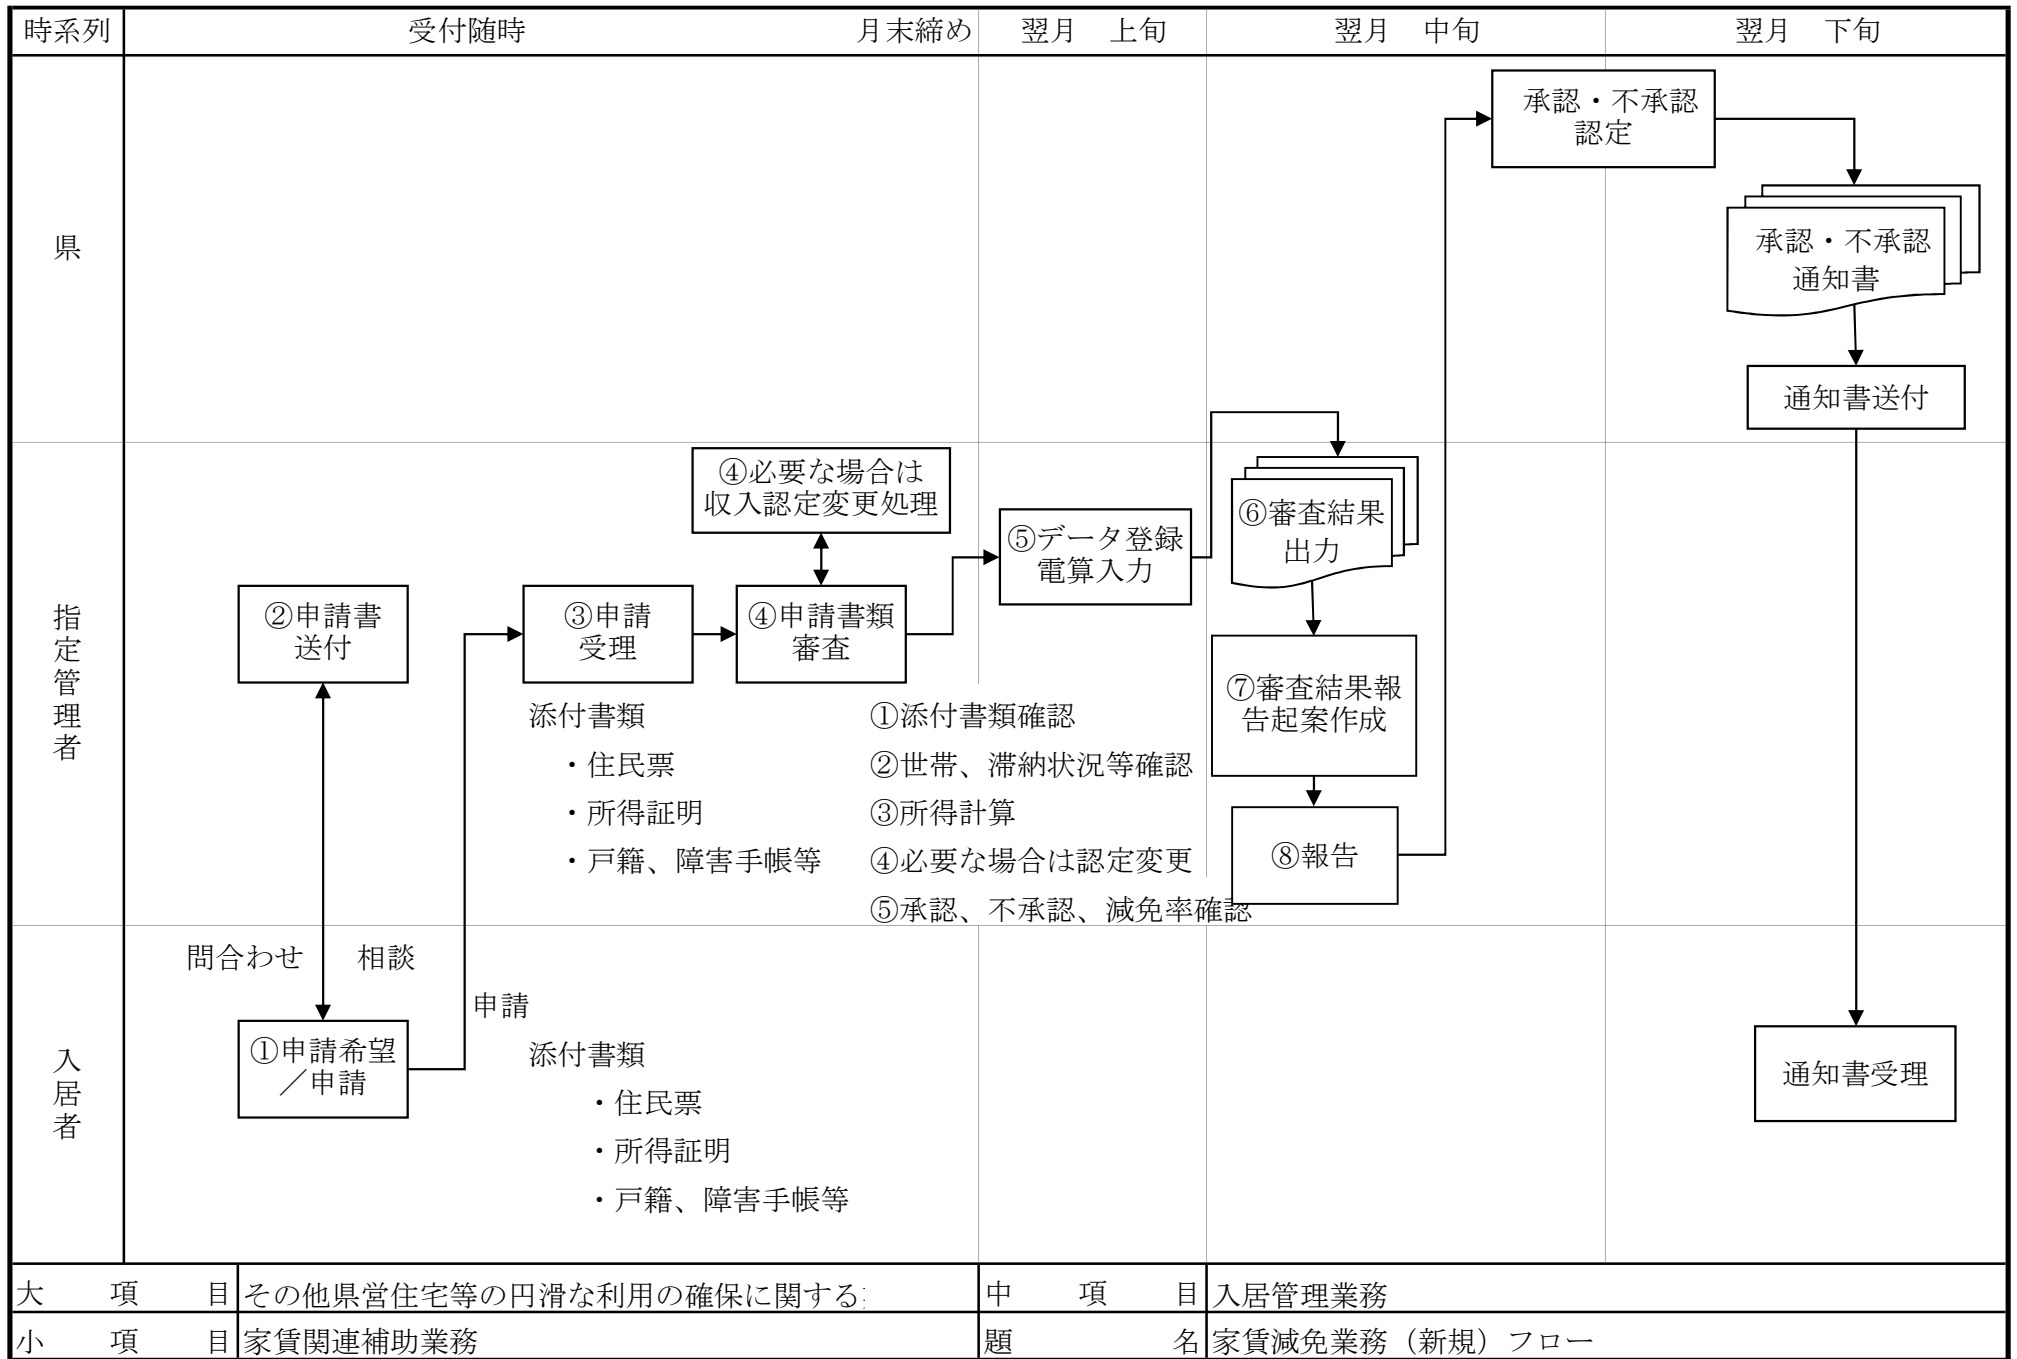 時系列 受付随時 月末締め 翌月 上旬 翌月 中旬 翌月 下旬
県
承認・不承認
認定
承認・不承認
通知書
通知書送付
指定管理者
④必要な場合は
収入認定変更処理
②申請書
送付
③申請
受理
④申請書類
審査
⑤データ登録
電算入力
⑥審査結果
出力
⑦審査結果報
告起案作成
⑧報告
添付書類
・住民票
・所得証明
・戸籍、障害手帳等
①添付書類確認
②世帯、滞納状況等確認
③所得計算
④必要な場合は認定変更
⑤承認、不承認、減免率確認
入居者
問合わせ 相談
申請
①申請希望
／申請
添付書類
・住民票
・所得証明
・戸籍、障害手帳等
通知書受理
大項目 その他県営住宅等の円滑な利用の確保に関する 中項目 入居管理業務
小項目 家賃関連補助業務 題名 家賃減免業務（新規）フロー